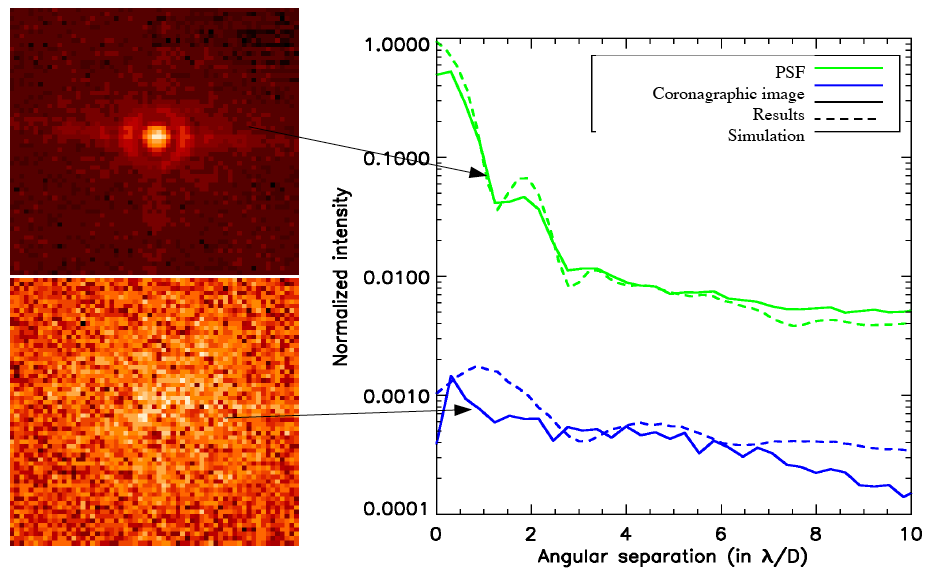 1.0000
0.1000
0.0100
0.0010
0.0001
Normalized intensity
PSF
Coronagraphic image
Results
Simulation
0 2 4 6 8 10
Angular separation (in λ/D)